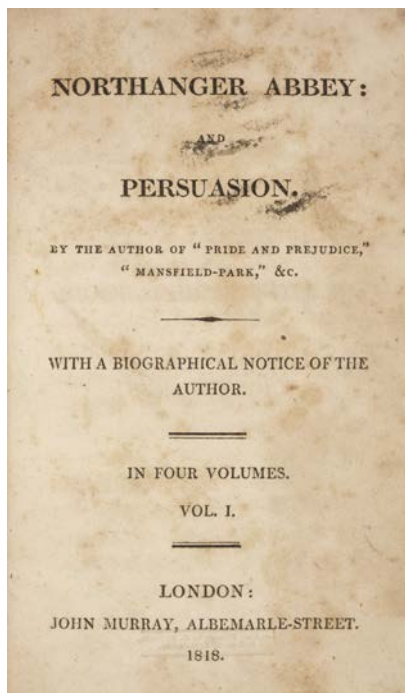 NORTHANGER ABBEY:
AND
PERSUASION.
BY THE AUTHOR OF “ PRIDE AND PREJUDICE,”
“ MANSFIELD-PARK,” &C.
WITH A BIOGRAPHICAL NOTICE OF THE
AUTHOR.
IN FOUR VOLUMES.
VOL. I.
LONDON:
JOHN MURRAY, ALBEMARLE-STREET.
1818.